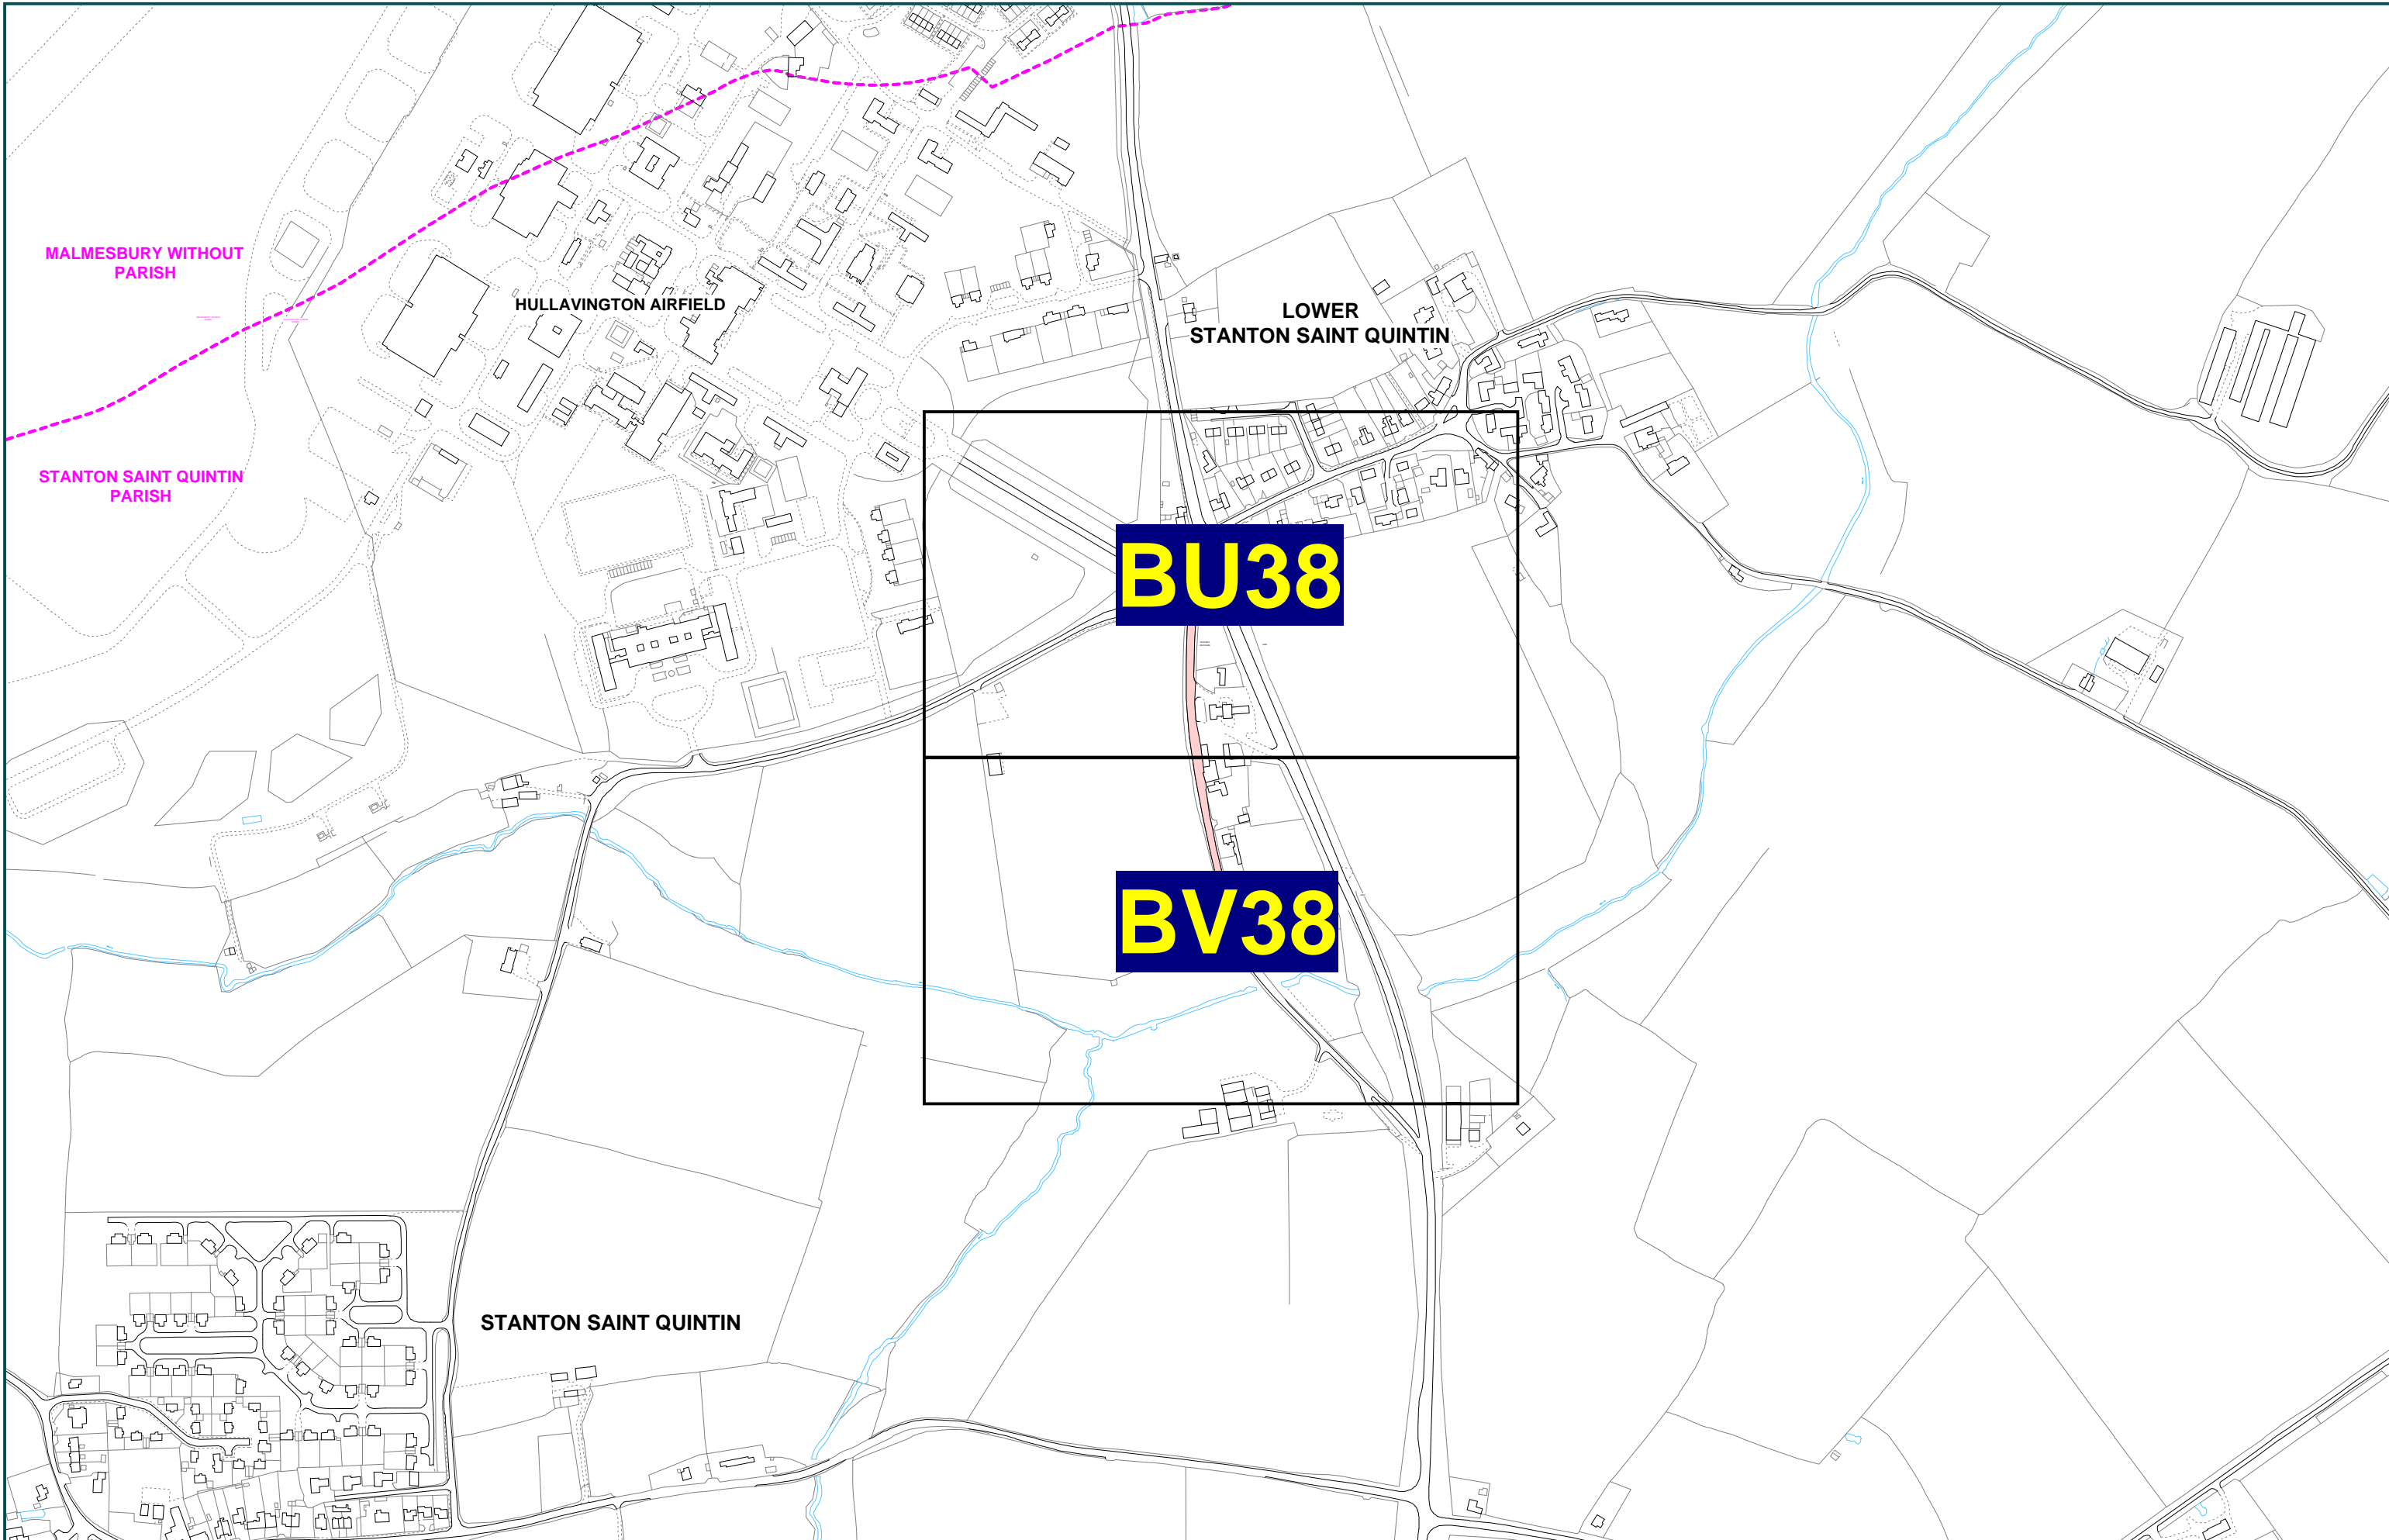 MALMESBURY WITHOUT
PARISH
HULLAVINGTON AIRFIELD
LOWER
STANTON SAINT QUINTIN
STANTON SAINT QUINTIN
PARISH
BU38
BV38
STANTON SAINT QUINTIN